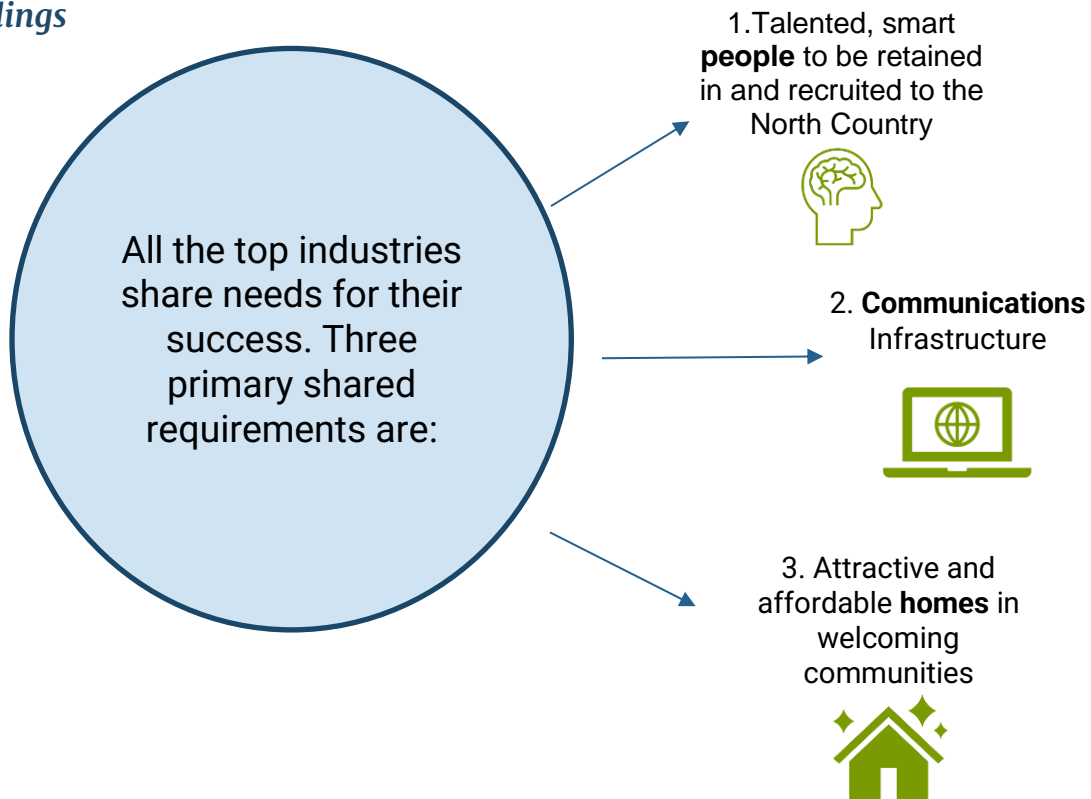 All the top industries
share needs for their
success. Three
primary shared
requirements are:
1.Talented, smart
people to be retained
in and recruited to the
North Country
2. Communications
Infrastructure
3. Attractive and
affordable homes in
welcoming
communities